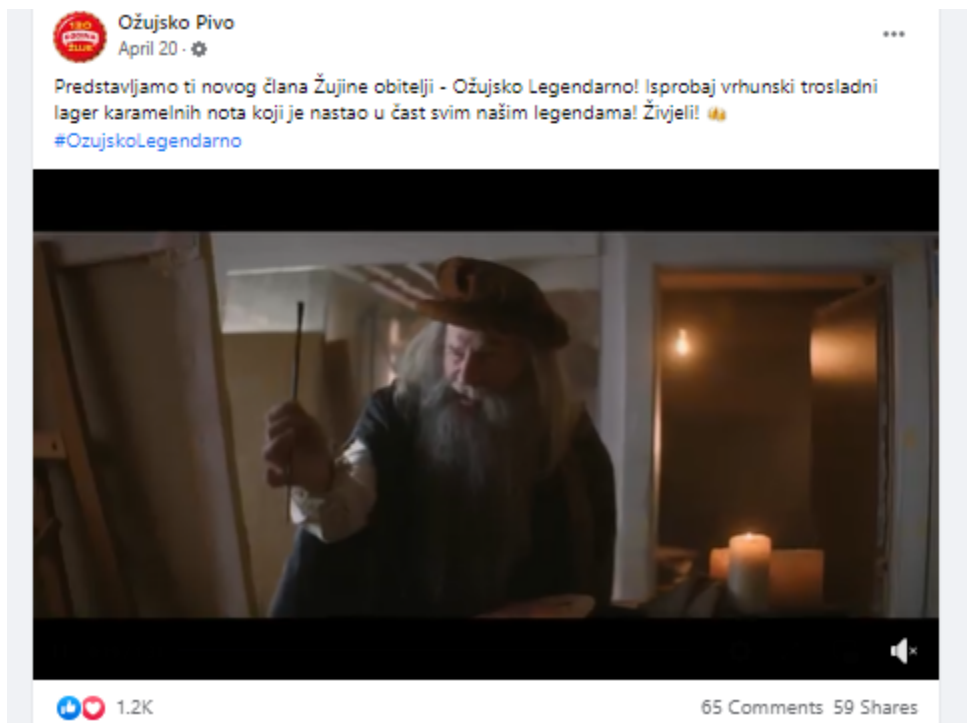 Ožujsko Pivo
April 20 ·
Predstavljamo ti novog člana Žujine obitelji - Ožujsko Legendarno! Isprobaj vrhunski trosladni
lager karamelnih nota koji je nastao u čast svim našim legendama! Živjeli! 🍻
#OzujskoLegendarno
1.2K
65 Comments 59 Shares